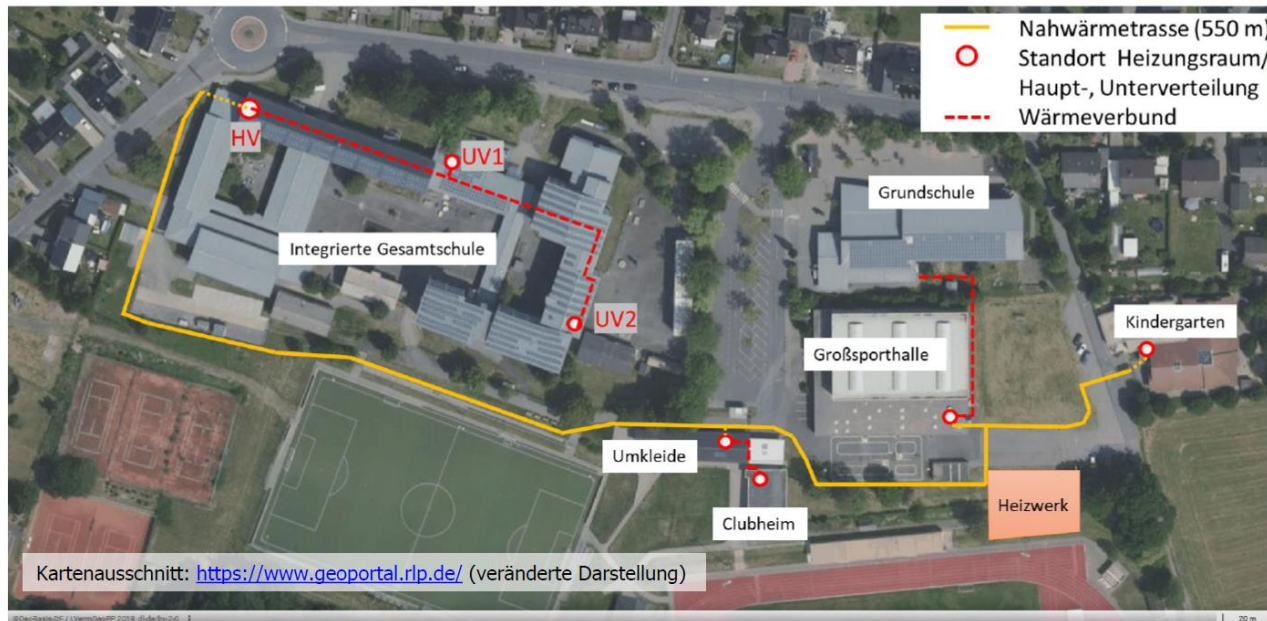 Nahwärmetrasse (550 m)
Standort Heizungsraum/
Haupt-, Unterverteilung
Wärmeverbund
HV
UV1
Grundschule
Integrierte Gesamtschule
UV2
Kindergarten
Großsporthalle
Umkleide
Clubheim
Heizwerk
Kartenausschnitt: https://www.geoportal.rlp.de/ (veränderte Darstellung)
20 m